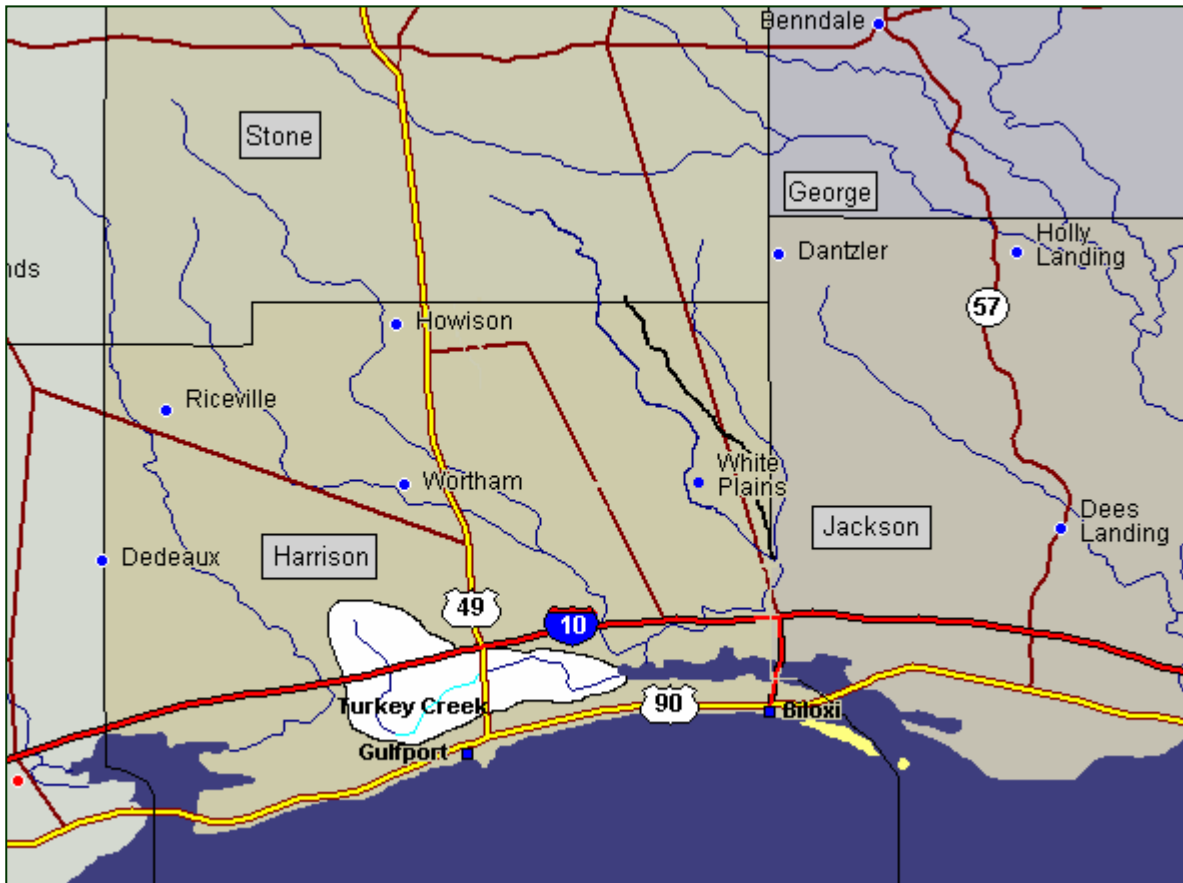 Benndale
Stone
George
Holly
Landing
Dantzler
nds
57
Howison
Riceville
White
Plains
Wortham
Dees
Landing
Jackson
Harrison
Dedeaux
49
10
90
Turkey Creek
Biloxi
Gulfport